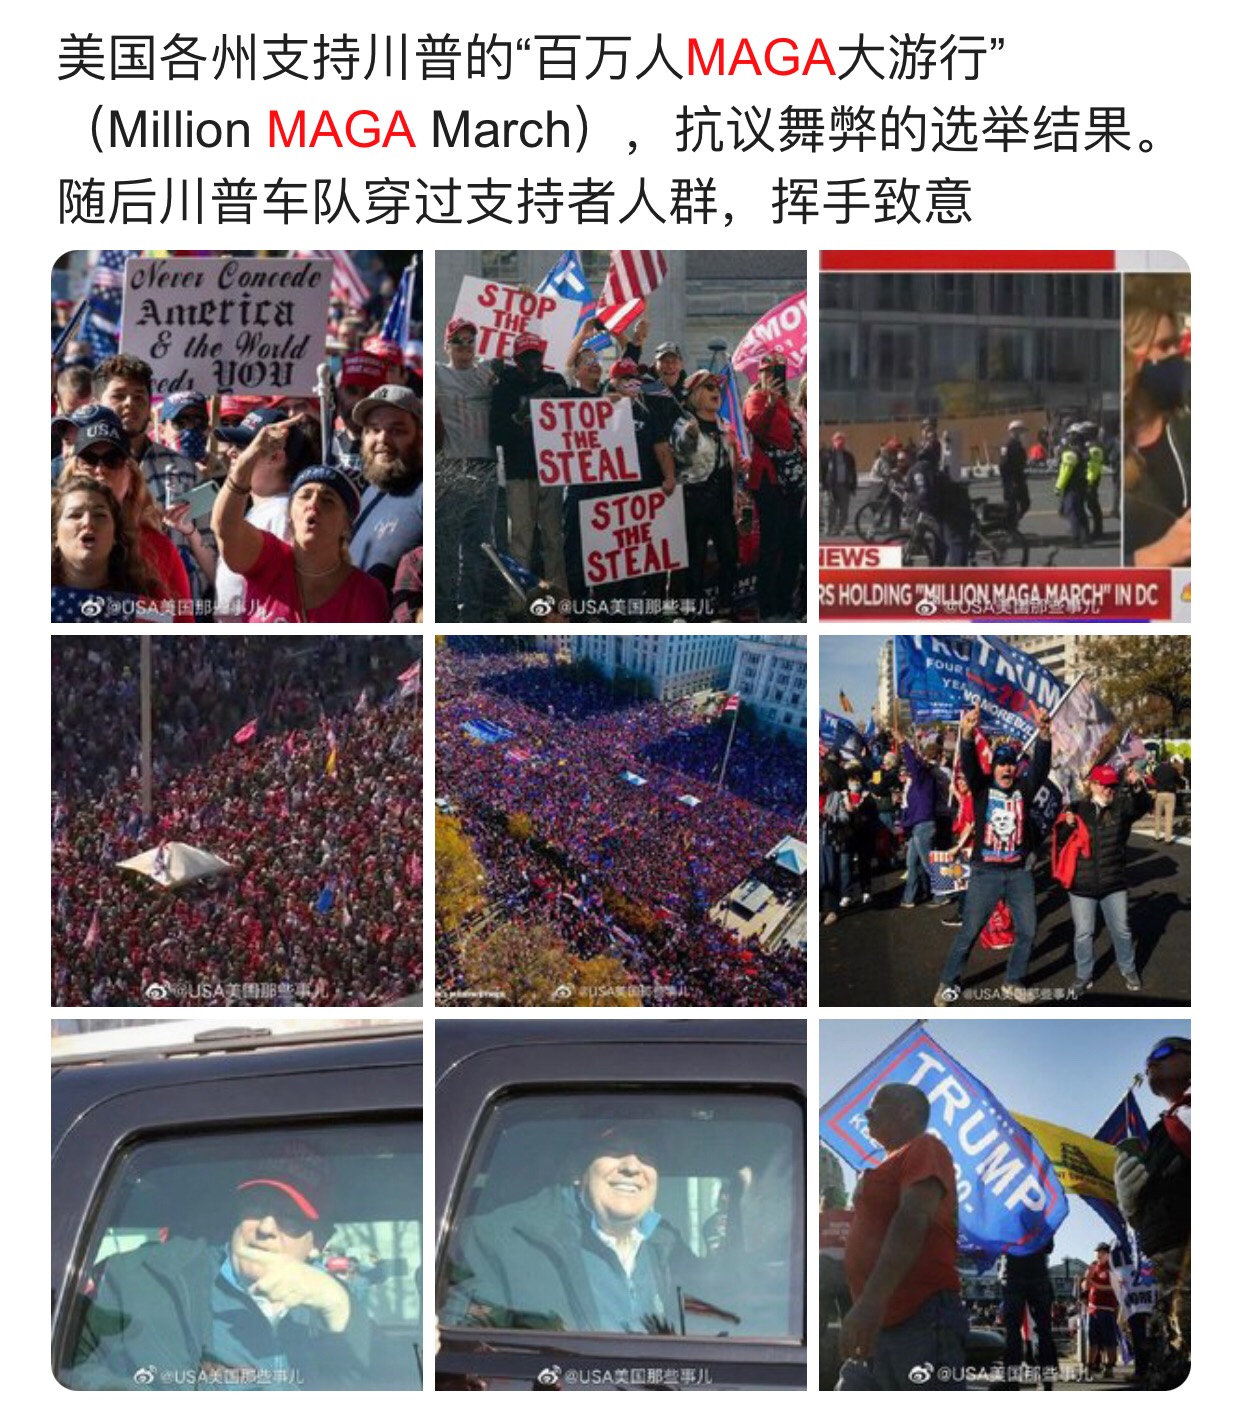 美国各州支持川普的“百万人MAGA大游行”
（Million MAGA March），抗议舞弊的选举结果。
随后川普车队穿过支持者人群，挥手致意
Never Concede
America
& the World
YOU
USA
@USA美国那些事儿
STOP
THE
STOP
THE
STEAL
STOP
THE
STEAL
@USA美国那些事儿
NEWS
RS HOLDING "MILLION MAGA MARCH" IN DC
@USA美国那些事儿
@USA美国那些事儿
@USA美国那些事儿
TRUMP
FOUR
NO MORE BULL
@USA美国那些事儿
@USA美国那些事儿
@USA美国那些事儿
TRUMP
@USA美国那些事儿